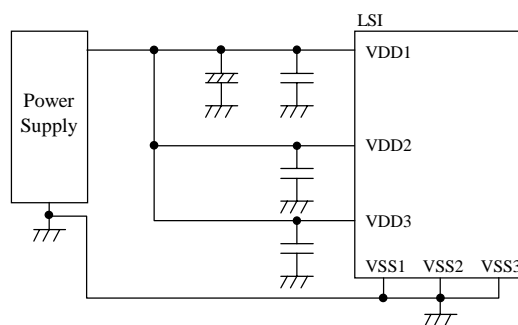 LSI
VDD1
Power
Supply
VDD2
VDD3
VSS1 VSS2 VSS3